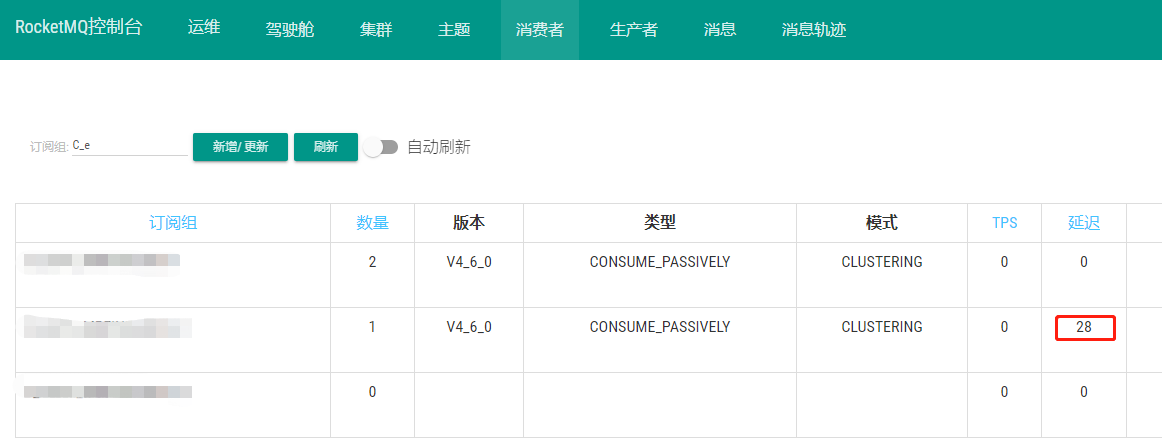 RocketMQ控制台 运维 驾驶舱 集群 主题 消费者 生产者 消息 消息轨迹
订阅组: C_e 新增/ 更新 刷新 自动刷新
订阅组 数量 版本 类型 模式 TPS 延迟
2 V4_6_0 CONSUME_PASSIVELY CLUSTERING 0 0
1 V4_6_0 CONSUME_PASSIVELY CLUSTERING 0 28
0 0 0